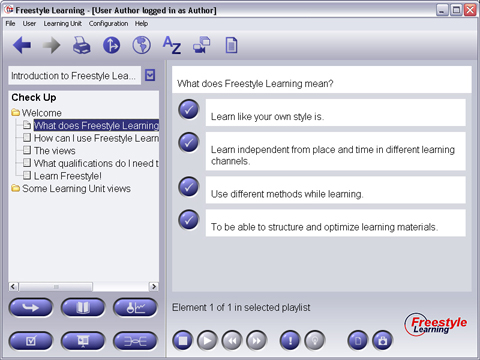 Freestyle Learning - [User Author logged in as Author]
File User Learning Unit Configuration Help
A Z
Introduction to Freestyle Lea...
Check Up
Welcome
What does Freestyle Learning
How can I use Freestyle Learn
The views
What qualifications do I need t
Learn Freestyle!
Some Learning Unit views
What does Freestyle Learning mean?
Learn like your own style is.
Learn independent from place and time in different learning
channels.
Use different methods while learning.
To be able to structure and optimize learning materials.
Element 1 of 1 in selected playlist
Freestyle
Learning